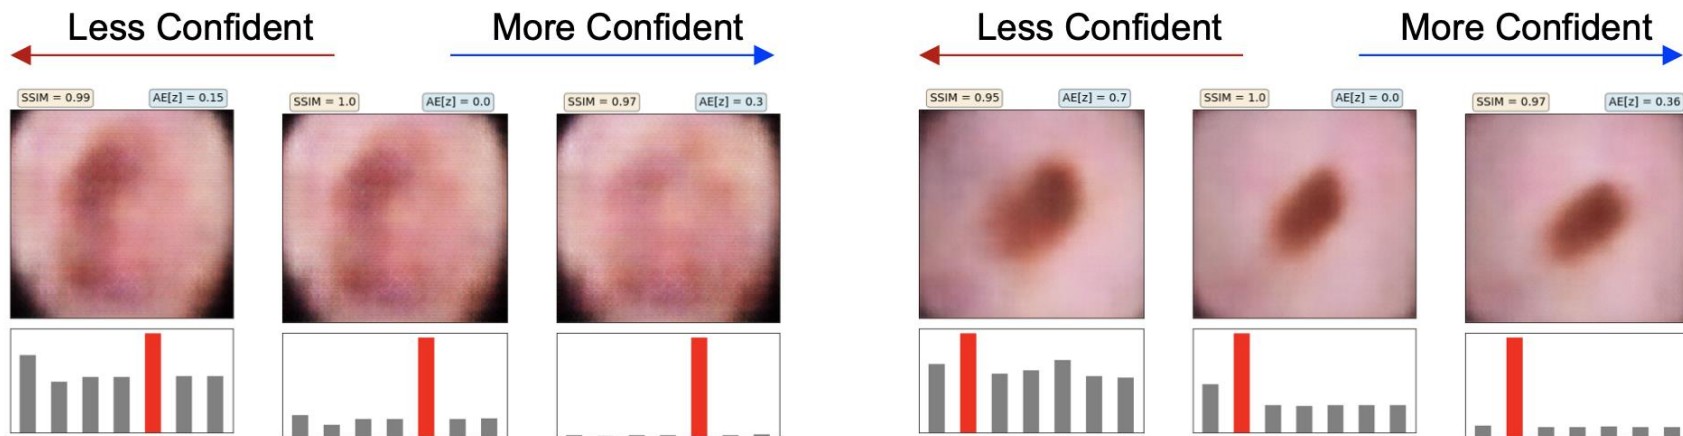 Less Confident More Confident Less Confident More Confident
SSIM = 0.99 AE[z] = 0.15 SSIM = 1.0 AE[z] = 0.0 SSIM = 0.97 AE[z] = 0.3 SSIM = 0.95 AE[z] = 0.7 SSIM = 1.0 AE[z] = 0.0 SSIM = 0.97 AE[z] = 0.36